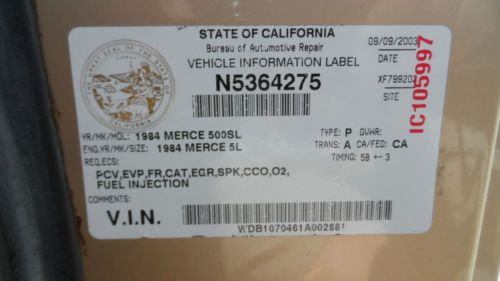 STATE OF CALIFORNIA
Bureau of Automotive Repair
VEHICLE INFORMATION LABEL
N5364275
09/09/2003
DATE
XF799202
SITE
IC105997
YR/MK/MDL: 1984 MERCE 500SL
TYPE: P GVWR:
ENG.YR/MK/SIZE: 1984 MERCE 5L
TRANS: A CA/FED: CA
TIMING: 5B +- 3
REQ.ECS:
PCV,EVP,FR,CAT,EGR,SPK,CCO,O2,
FUEL INJECTION
COMMENTS:
V.I.N.
WDB1070461A002881